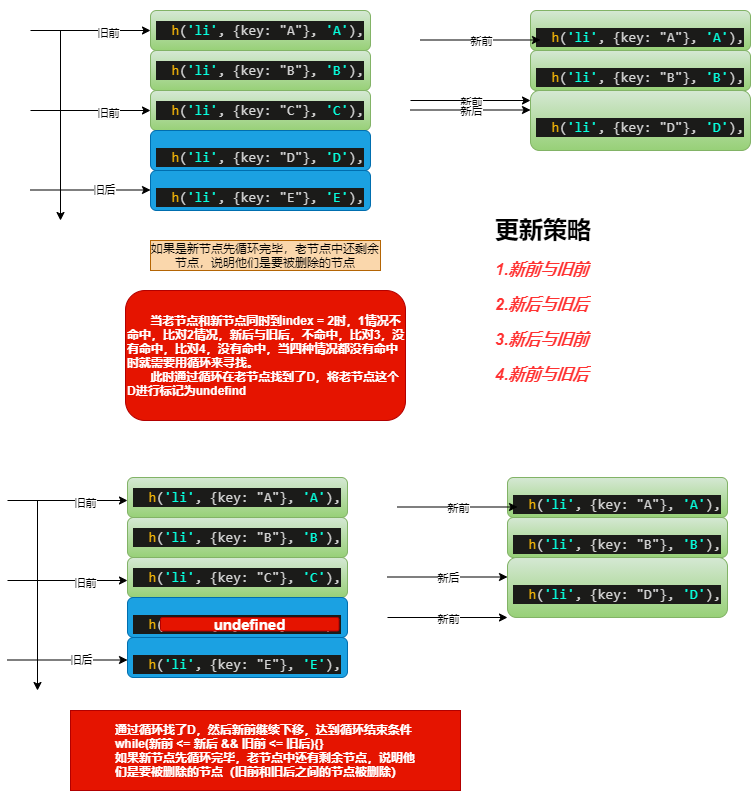 旧前
h('li', {key: "A"}, 'A'),
h('li', {key: "B"}, 'B'),
旧前
h('li', {key: "C"}, 'C'),
h('li', {key: "D"}, 'D'),
旧后
h('li', {key: "E"}, 'E'),
新前
h('li', {key: "A"}, 'A'),
h('li', {key: "B"}, 'B'),
新前
新后
h('li', {key: "D"}, 'D'),
如果是新节点先循环完毕，老节点中还剩余
节点，说明他们是要被删除的节点
更新策略
1.新前与旧前
2.新后与旧后
3.新后与旧前
4.新前与旧后
当老节点和新节点同时到index = 2时，1情况不
命中，比对2情况，新后与旧后，不命中，比对3，没
有命中，比对4，没有命中，当四种情况都没有命中
时就需要用循环来寻找。
此时通过循环在老节点找到了D，将老节点这个
D进行标记为undefind
旧前
h('li', {key: "A"}, 'A'),
h('li', {key: "B"}, 'B'),
旧前
h('li', {key: "C"}, 'C'),
h
undefined
旧后
h('li', {key: "E"}, 'E'),
新前
h('li', {key: "A"}, 'A'),
h('li', {key: "B"}, 'B'),
新后
h('li', {key: "D"}, 'D'),
新前
通过循环找了D，然后新前继续下移，达到循环结束条件
while(新前 <= 新后 && 旧前 <= 旧后){}
如果新节点先循环完毕，老节点中还有剩余节点，说明他
们是要被删除的节点（旧前和旧后之间的节点被删除）